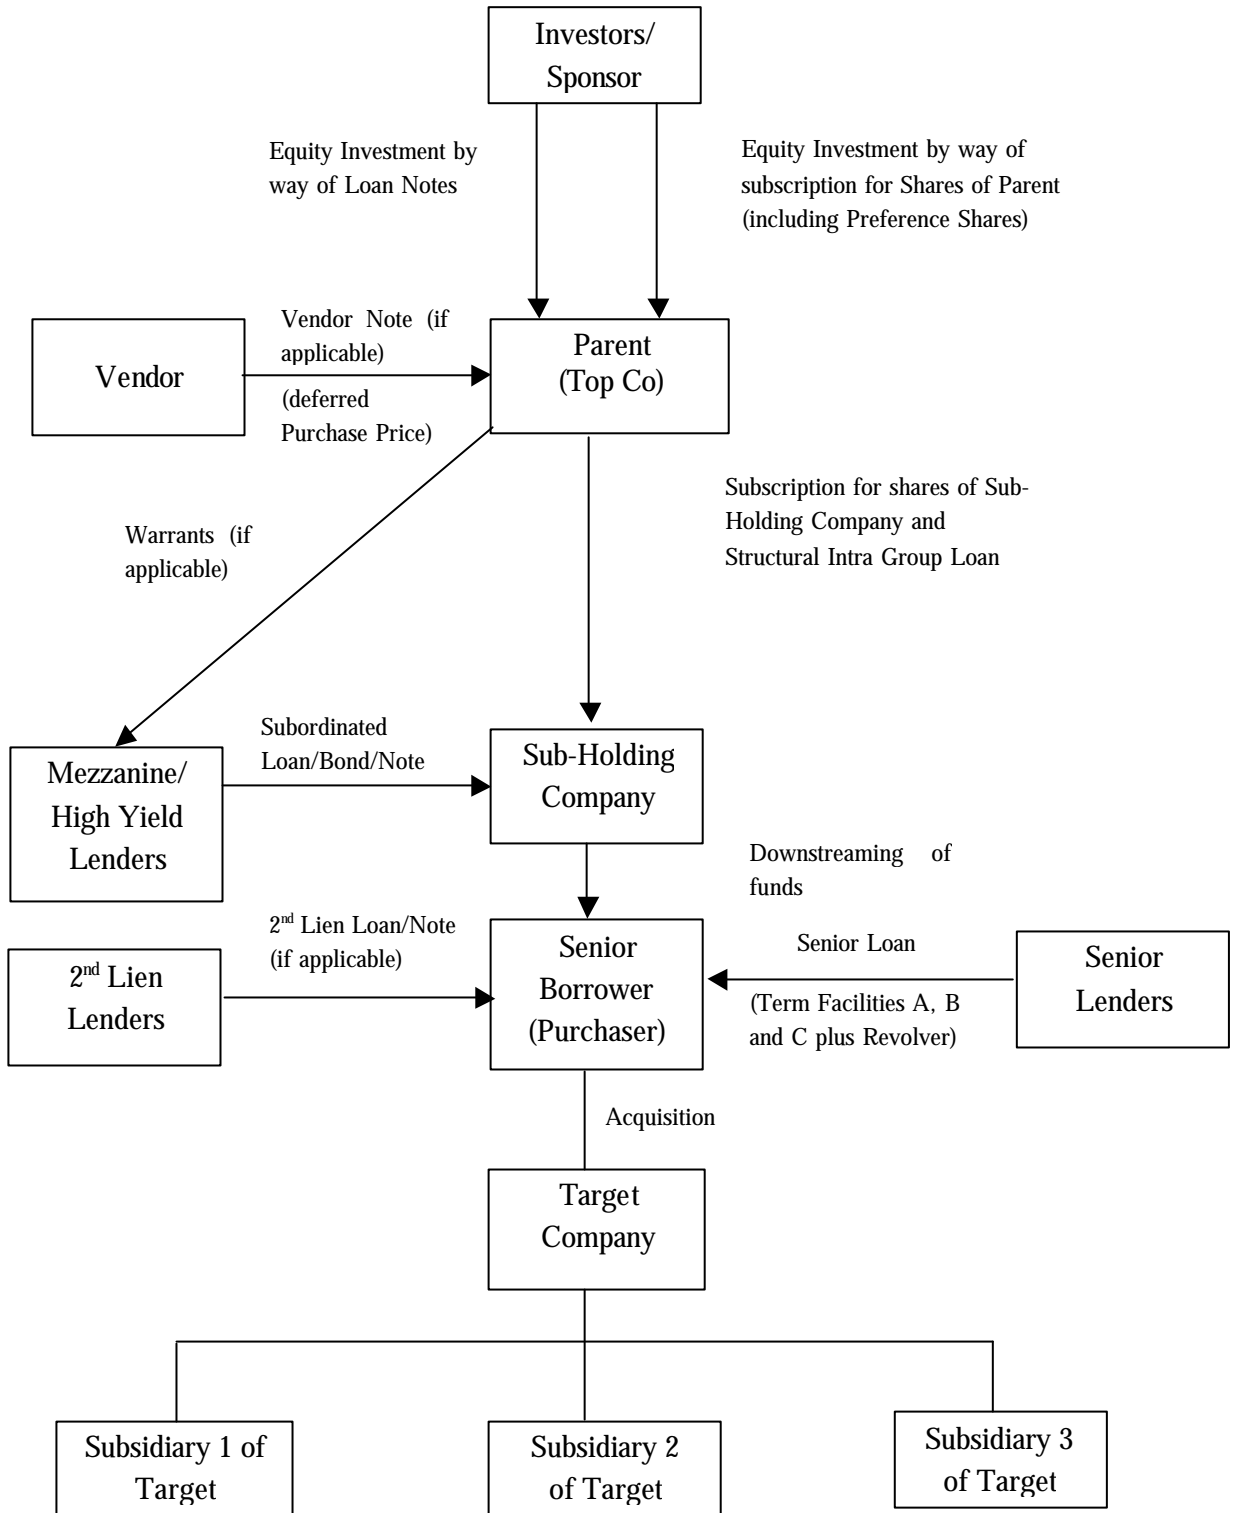 Investors/
Sponsor
Equity Investment by
way of Loan Notes
Equity Investment by way of
subscription for Shares of Parent
(including Preference Shares)
Vendor
Vendor Note (if
applicable)
(deferred
Purchase Price)
Parent
(Top Co)
Warrants (if
applicable)
Subscription for shares of Sub-
Holding Company and
Structural Intra Group Loan
Mezzanine/
High Yield
Lenders
Subordinated
Loan/Bond/Note
Sub-Holding
Company
Downstreaming of
funds
2nd Lien
Lenders
2nd Lien Loan/Note
(if applicable)
Senior
Borrower
(Purchaser)
Senior Loan
(Term Facilities A, B
and C plus Revolver)
Senior
Lenders
Acquisition
Target
Company
Subsidiary 1 of
Target
Subsidiary 2
of Target
Subsidiary 3
of Target